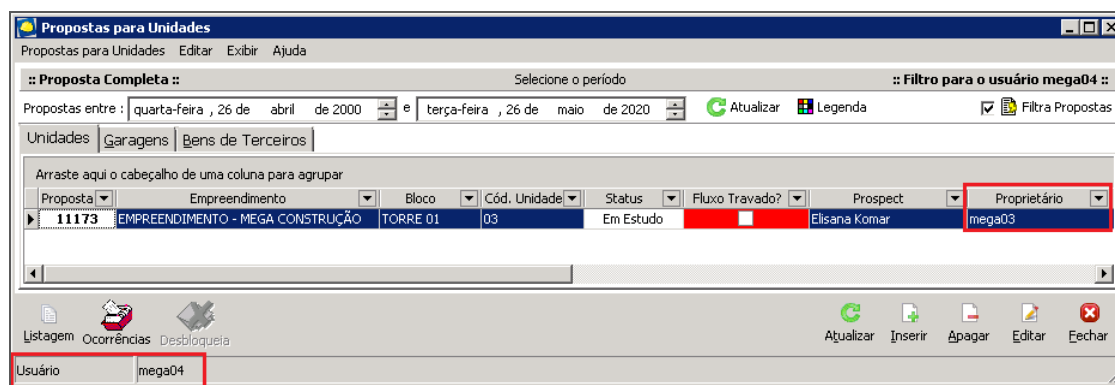 Propostas para Unidades
Propostas para Unidades Editar Exibir Ajuda
:: Proposta Completa :: Selecione o período :: Filtro para o usuário mega04 ::
Propostas entre : quarta-feira , 26 de abril de 2000 e terça-feira , 26 de maio de 2020 Atualizar Legenda Filtra Propostas
Unidades Garagens Bens de Terceiros
Arraste aqui o cabeçalho de uma coluna para agrupar
Proposta Empreendimento Bloco Cód. Unidade Status Fluxo Travado? Prospect Proprietário
11173 EMPREENDIMENTO - MEGA CONSTRUÇÃO TORRE 01 03 Em Estudo Elisana Komar mega03
Listagem Ocorrências Desbloqueia Atualizar Inserir Apagar Editar Fechar
Usuário mega04